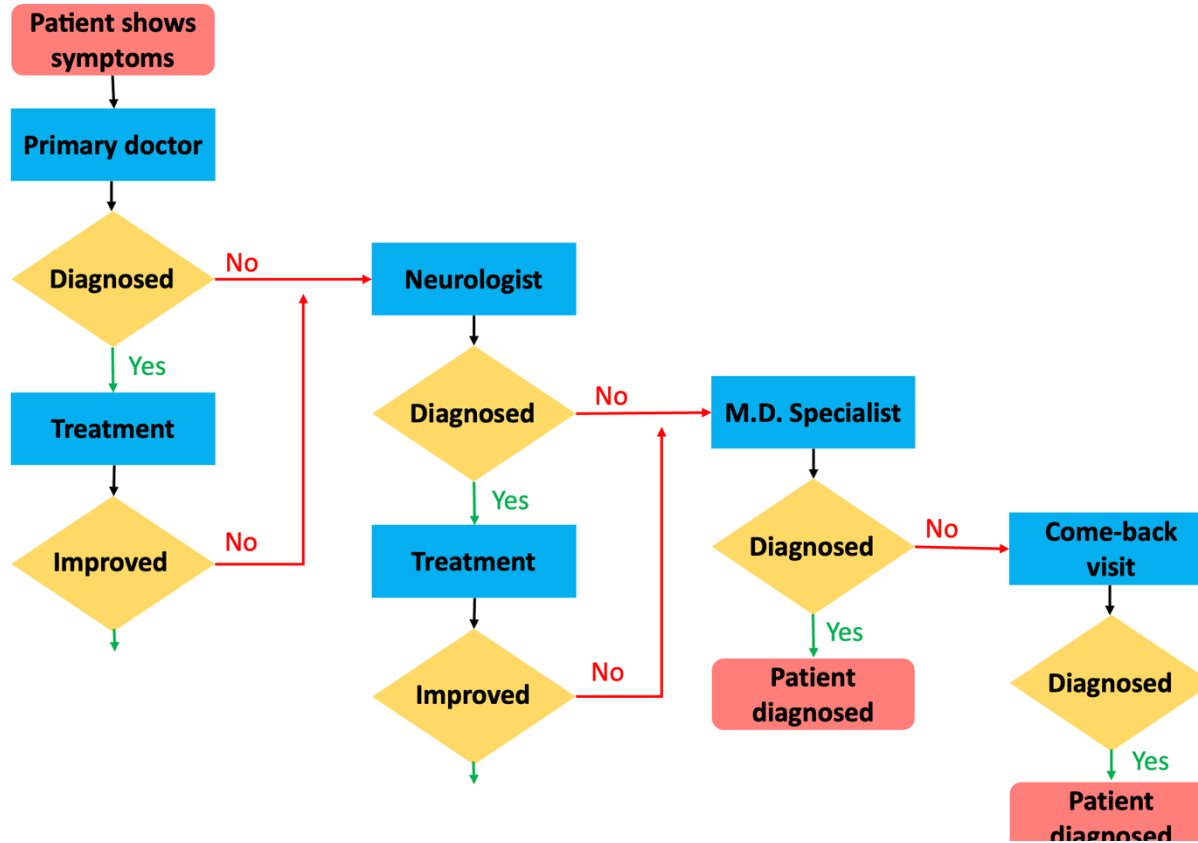 Patient shows
symptoms
Primary doctor
Diagnosed
No
Yes
Treatment
Improved
No
Neurologist
Diagnosed
No
Yes
Treatment
Improved
No
M.D. Specialist
Diagnosed
No
Yes
Patient
diagnosed
Come-back
visit
Diagnosed
Yes
Patient
diagnosed